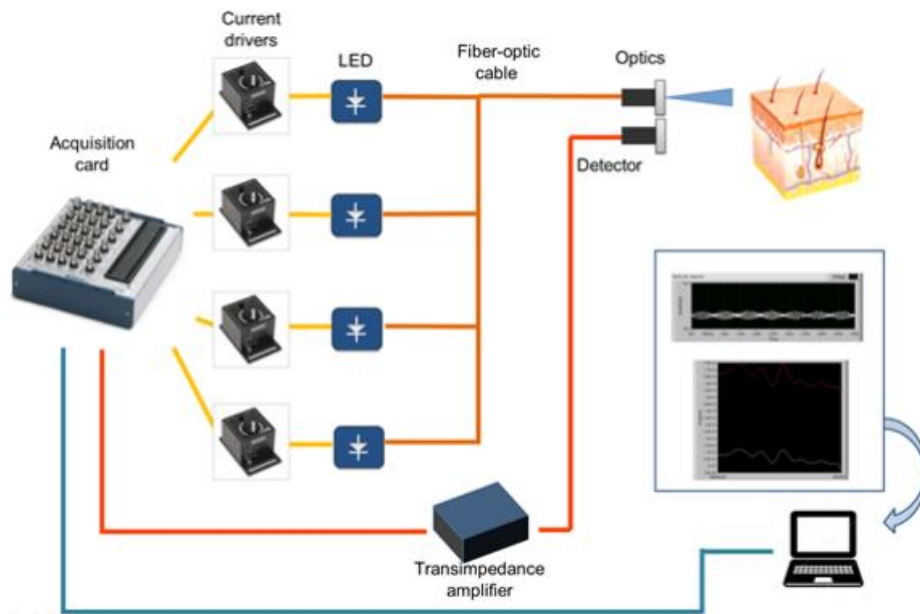 Current
drivers
LED
Fiber-optic
cable
Optics
Acquisition
card
Detector
Transimpedance
amplifier